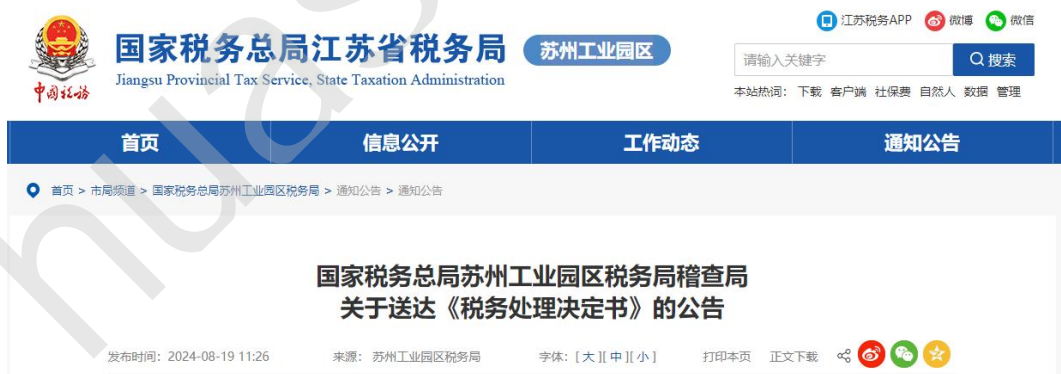 江苏税务APP 微博 微信
国家税务总局江苏省税务局 苏州工业园区
Jiangsu Provincial Tax Service, State Taxation Administration
中国税务
请输入关键字 搜索
本站热词： 下载 客户端 社保费 自然人 数据 管理
首页 信息公开 工作动态 通知公告
首页 > 市局频道 > 国家税务总局苏州工业园区税务局 > 通知公告 > 通知公告
国家税务总局苏州工业园区税务局稽查局
关于送达《税务处理决定书》的公告
发布时间：2024-08-19 11:26 来源： 苏州工业园区税务局 字体：[ 大 ][ 中 ][ 小 ] 打印本页 正文下载